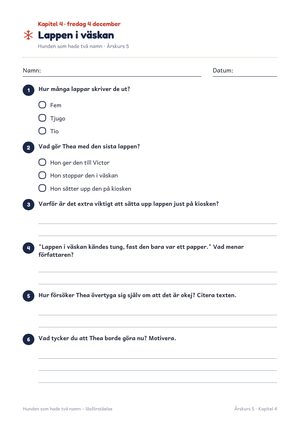 Kapitel 4 · fredag 4 december
Lappen i väskan
Hunden som hade två namn · Årskurs 5
Namn:
Datum:
1 Hur många lappar skriver de ut?
Fem
Tjugo
Tio
2 Vad gör Thea med den sista lappen?
Hon ger den till Victor
Hon stoppar den i väskan
Hon sätter upp den på kiosken
3 Varför är det extra viktigt att sätta upp lappen just på kiosken?
4 "Lappen i väskan kändes tung, fast den bara var ett papper." Vad menar
författaren?
5 Hur försöker Thea övertyga sig själv om att det är okej? Citera texten.
6 Vad tycker du att Thea borde göra nu? Motivera.
Hunden som hade två namn – läsförståelse
Årskurs 5 · Kapitel 4